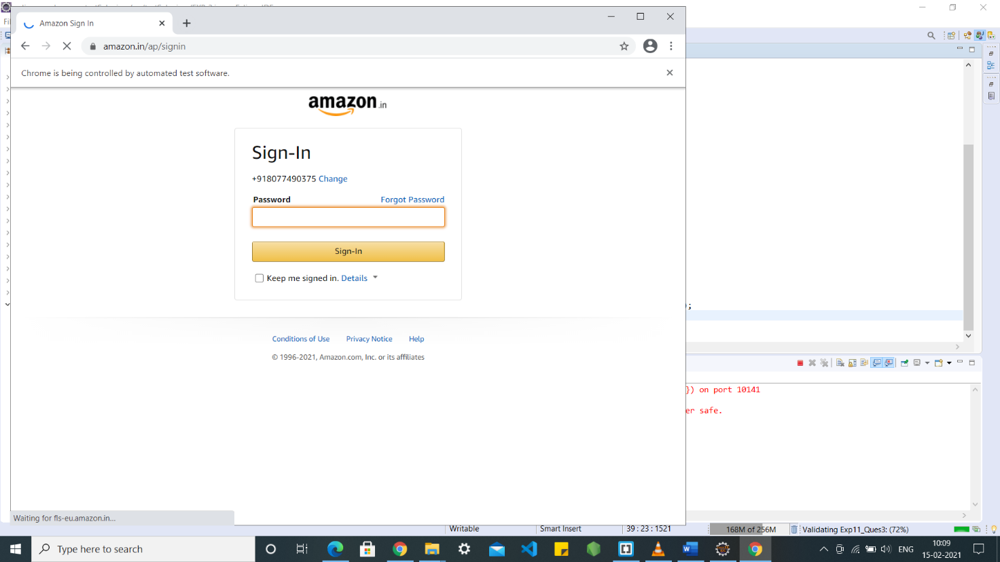 Amazon Sign In
amazon.in/ap/signin
Chrome is being controlled by automated test software.
amazon.in
Sign-In
+918077490375 Change
Password Forgot Password
Sign-In
Keep me signed in. Details
Conditions of Use Privacy Notice Help
© 1996-2021, Amazon.com, Inc. or its affiliates
);
}) on port 10141
er safe.
Waiting for fls-eu.amazon.in...
Writable Smart Insert 39 : 23 : 1521 168M of 256M Validating Exp11_Ques3: (72%)
Type here to search
ENG
10:09
15-02-2021